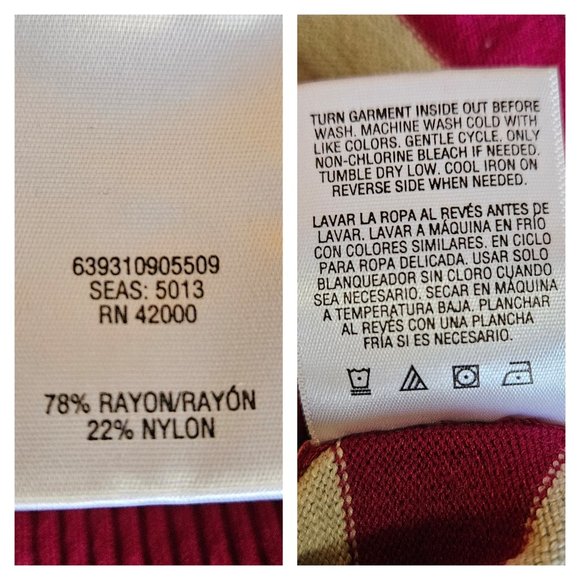 639310905509
SEAS: 5013
RN 42000
78% RAYON/RAYÓN
22% NYLON
TURN GARMENT INSIDE OUT BEFORE
WASH. MACHINE WASH COLD WITH
LIKE COLORS. GENTLE CYCLE. ONLY
NON-CHLORINE BLEACH IF NEEDED.
TUMBLE DRY LOW. COOL IRON ON
REVERSE SIDE WHEN NEEDED.
LAVAR LA ROPA AL REVÉS ANTES DE
LAVAR. LAVAR A MÁQUINA EN FRÍO
CON COLORES SIMILARES. EN CICLO
PARA ROPA DELICADA. USAR SOLO
BLANQUEADOR SIN CLORO CUANDO
SEA NECESARIO. SECAR EN MÁQUINA
A TEMPERATURA BAJA. PLANCHAR
AL REVÉS CON UNA PLANCHA
FRÍA SI ES NECESARIO.